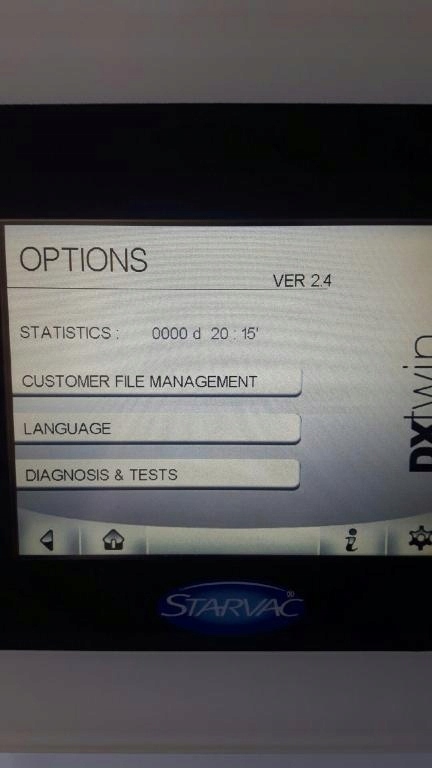 OPTIONS
VER 2.4
STATISTICS : 0000 d 20 : 15'
CUSTOMER FILE MANAGEMENT
LANGUAGE
DIAGNOSIS & TESTS
DXtwin
i
STARVAC®